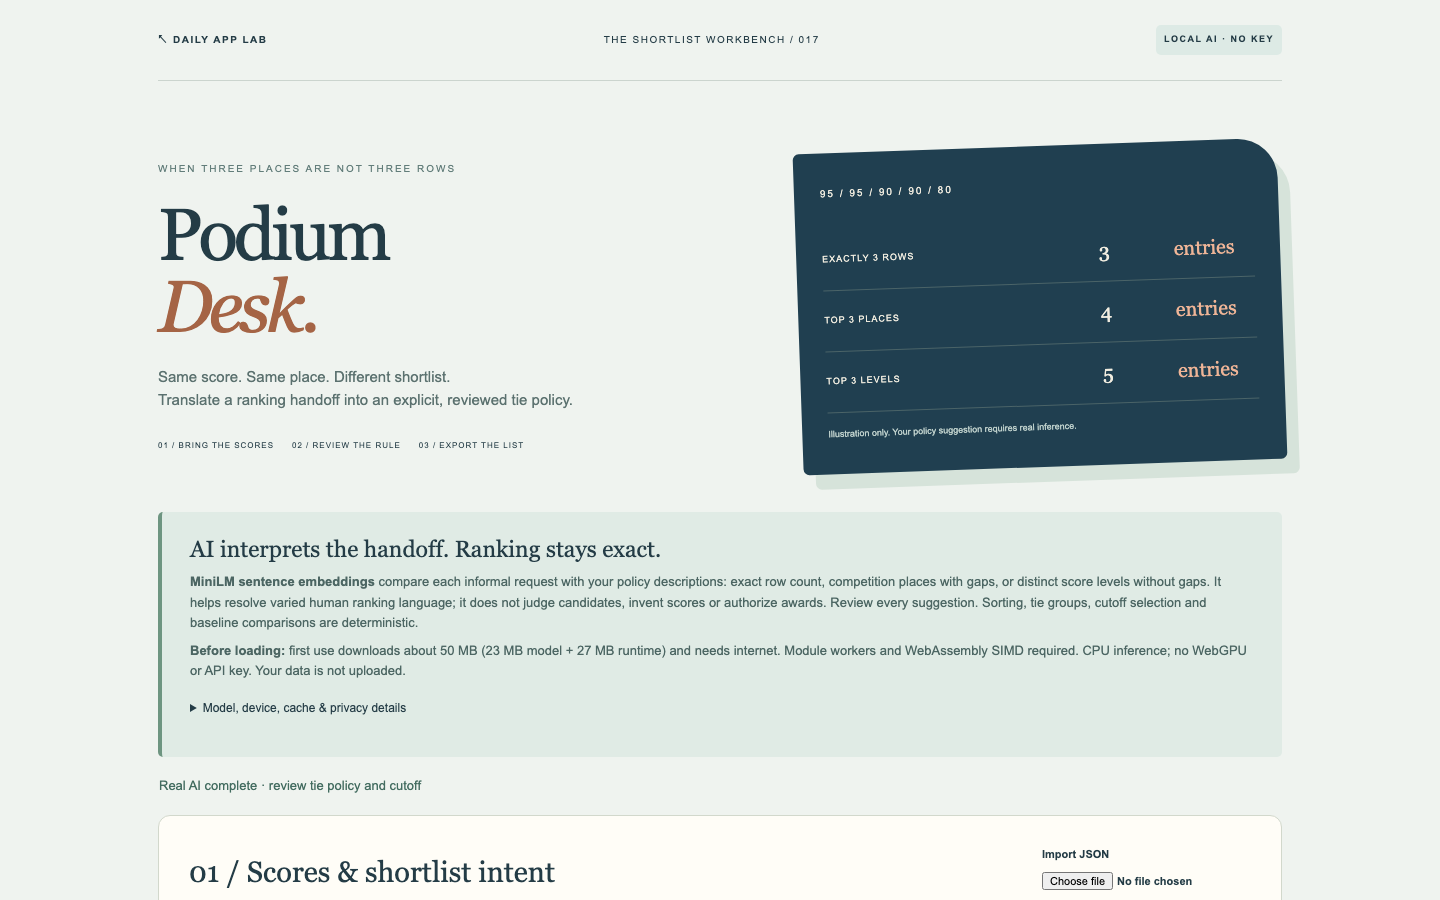 ↖ DAILY APP LAB
THE SHORTLIST WORKBENCH / 017
LOCAL AI · NO KEY
WHEN THREE PLACES ARE NOT THREE ROWS
Podium
Desk.
Same score. Same place. Different shortlist.
Translate a ranking handoff into an explicit, reviewed tie policy.
01 / BRING THE SCORES
02 / REVIEW THE RULE
03 / EXPORT THE LIST
95 / 95 / 90 / 90 / 80
EXACTLY 3 ROWS 3 entries
TOP 3 PLACES 4 entries
TOP 3 LEVELS 5 entries
Illustration only. Your policy suggestion requires real inference.
AI interprets the handoff. Ranking stays exact.
MiniLM sentence embeddings compare each informal request with your policy descriptions: exact row count, competition places with gaps, or distinct score levels without gaps. It
helps resolve varied human ranking language; it does not judge candidates, invent scores or authorize awards. Review every suggestion. Sorting, tie groups, cutoff selection and
baseline comparisons are deterministic.
Before loading: first use downloads about 50 MB (23 MB model + 27 MB runtime) and needs internet. Module workers and WebAssembly SIMD required. CPU inference; no WebGPU
or API key. Your data is not uploaded.
▶ Model, device, cache & privacy details
Real AI complete · review tie policy and cutoff
01 / Scores & shortlist intent
Import JSON
Choose file No file chosen